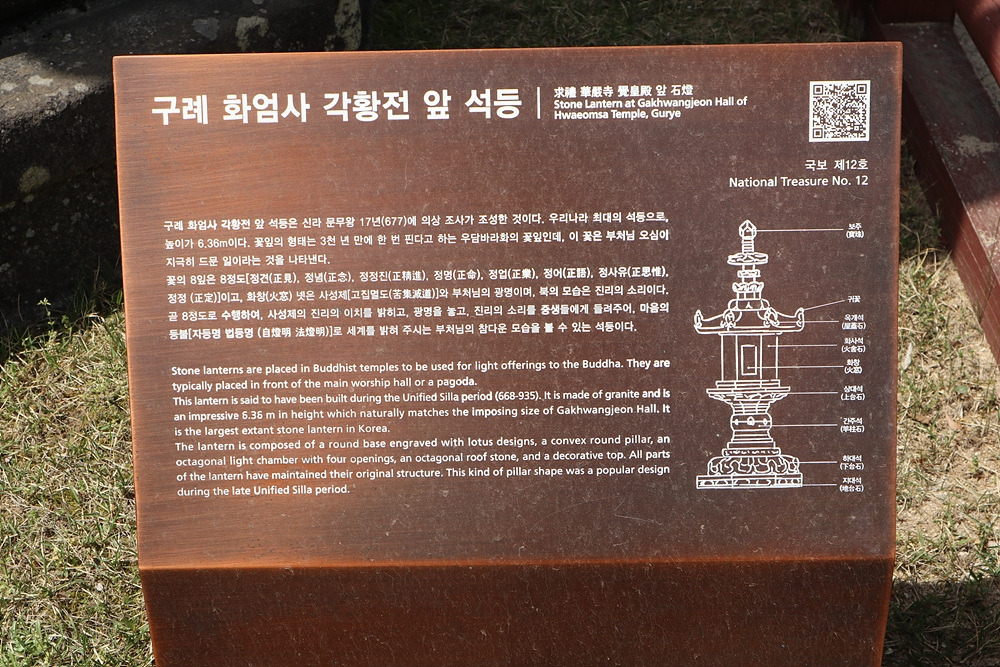 구례 화엄사 각황전 앞 석등
求禮 華嚴寺 覺皇殿 앞 石燈
Stone Lantern at Gakhwangjeon Hall of
Hwaeomsa Temple, Gurye
국보 제12호
National Treasure No. 12
구례 화엄사 각황전 앞 석등은 신라 문무왕 17년(677)에 의상 조사가 조성한 것이다. 우리나라 최대의 석등으로,
높이가 6.36m이다. 꽃잎의 형태는 3천 년 만에 한 번 핀다고 하는 우담바라화의 꽃잎인데, 이 꽃은 부처님 오심이
지극히 드문 일이라는 것을 나타낸다.
꽃의 8잎은 8정도[정견(正見), 정념(正念), 정정진(正精進), 정명(正命), 정업(正業), 정어(正語), 정사유(正思惟),
정정 (正定)]이고, 화창(火窓) 넷은 사성제[고집멸도(苦集滅道)]와 부처님의 광명이며, 북의 모습은 진리의 소리이다.
곧 8정도로 수행하여, 사성제의 진리의 이치를 밝히고, 광명을 놓고, 진리의 소리를 중생들에게 들려주어, 마음의
등불[자등명 법등명 (自燈明 法燈明)]로 세계를 밝혀 주시는 부처님의 참다운 모습을 볼 수 있는 석등이다.
Stone lanterns are placed in Buddhist temples to be used for light offerings to the Buddha. They are
typically placed in front of the main worship hall or a pagoda.
This lantern is said to have been built during the Unified Silla period (668-935). It is made of granite and is
an impressive 6.36 m in height which naturally matches the imposing size of Gakhwangjeon Hall. It
is the largest extant stone lantern in Korea.
The lantern is composed of a round base engraved with lotus designs, a convex round pillar, an
octagonal light chamber with four openings, an octagonal roof stone, and a decorative top. All parts
of the lantern have maintained their original structure. This kind of pillar shape was a popular design
during the late Unified Silla period.
보주
(寶珠)
귀꽃
옥개석
(屋蓋石)
화사석
(火舍石)
화창
(火窓)
상대석
(上台石)
간주석
(竿柱石)
하대석
(下台石)
지대석
(地台石)